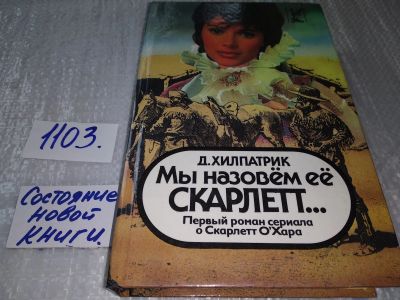 1103.
Состояние
новой
книги.
Д. ХИЛПАТРИК
Мы назовём её
СКАРЛЕТТ...
Первый роман сериала
о Скарлетт О'Хара